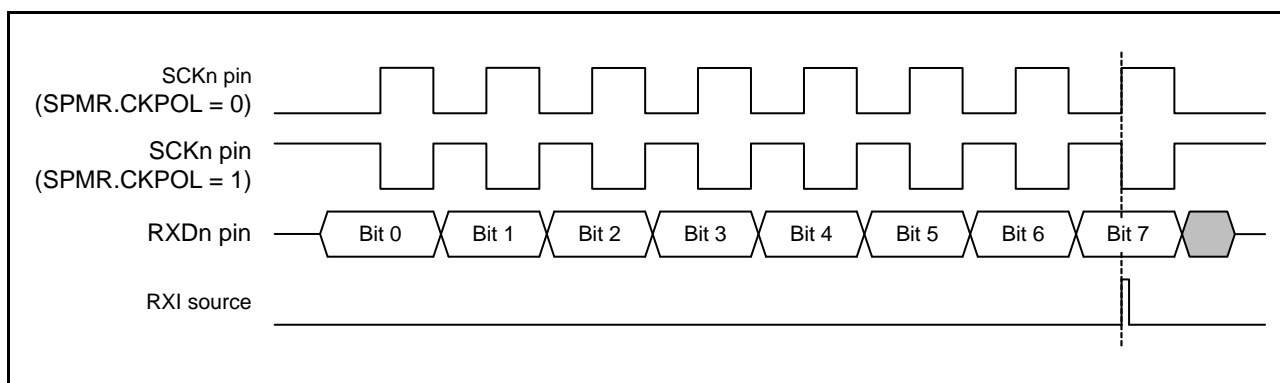 SCKn pin
(SPMR.CKPOL = 0)
SCKn pin
(SPMR.CKPOL = 1)
RXDn pin
Bit 0 Bit 1 Bit 2 Bit 3 Bit 4 Bit 5 Bit 6 Bit 7
RXI source